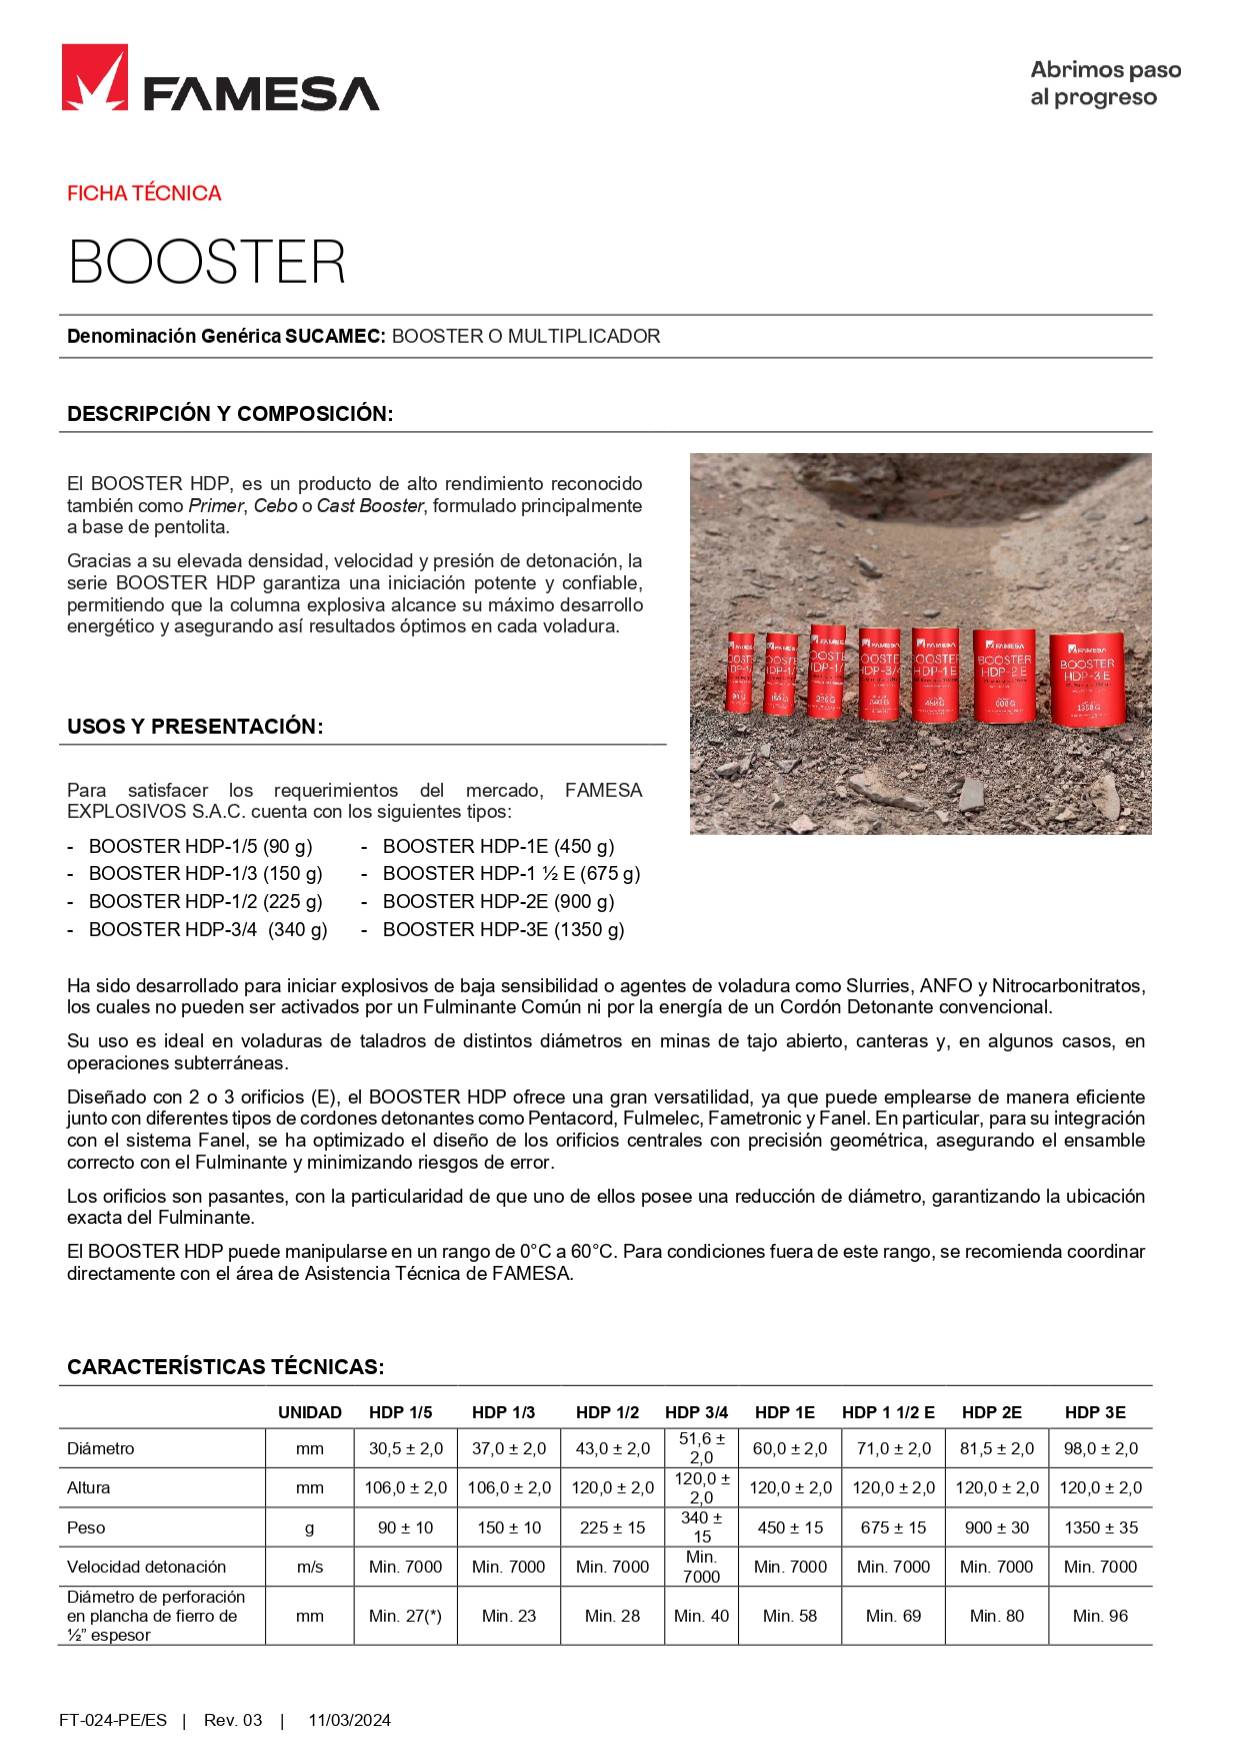 FAMESA
Abrimos paso
al progreso
FICHA TÉCNICA
BOOSTER
Denominación Genérica SUCAMEC: BOOSTER O MULTIPLICADOR
DESCRIPCIÓN Y COMPOSICIÓN:
El BOOSTER HDP, es un producto de alto rendimiento reconocido
también como Primer, Cebo o Cast Booster, formulado principalmente
a base de pentolita.
Gracias a su elevada densidad, velocidad y presión de detonación, la
serie BOOSTER HDP garantiza una iniciación potente y confiable,
permitiendo que la columna explosiva alcance su máximo desarrollo
energético y asegurando así resultados óptimos en cada voladura.
FAMESA
BOOSTER
HDP-2E
900 G
FAMESA
BOOSTER
HDP-3E
1350 G
USOS Y PRESENTACIÓN:
Para satisfacer los requerimientos del mercado, FAMESA
EXPLOSIVOS S.A.C. cuenta con los siguientes tipos:
- BOOSTER HDP-1/5 (90 g) - BOOSTER HDP-1E (450 g)
- BOOSTER HDP-1/3 (150 g) - BOOSTER HDP-1 ½ E (675 g)
- BOOSTER HDP-1/2 (225 g) - BOOSTER HDP-2E (900 g)
- BOOSTER HDP-3/4 (340 g) - BOOSTER HDP-3E (1350 g)
Ha sido desarrollado para iniciar explosivos de baja sensibilidad o agentes de voladura como Slurries, ANFO y Nitrocarbonitratos,
los cuales no pueden ser activados por un Fulminante Común ni por la energía de un Cordón Detonante convencional.
Su uso es ideal en voladuras de taladros de distintos diámetros en minas de tajo abierto, canteras y, en algunos casos, en
operaciones subterráneas.
Diseñado con 2 o 3 orificios (E), el BOOSTER HDP ofrece una gran versatilidad, ya que puede emplearse de manera eficiente
junto con diferentes tipos de cordones detonantes como Pentacord, Fulmelec, Fametronic y Fanel. En particular, para su integración
con el sistema Fanel, se ha optimizado el diseño de los orificios centrales con precisión geométrica, asegurando el ensamble
correcto con el Fulminante y minimizando riesgos de error.
Los orificios son pasantes, con la particularidad de que uno de ellos posee una reducción de diámetro, garantizando la ubicación
exacta del Fulminante.
El BOOSTER HDP puede manipularse en un rango de 0°C a 60°C. Para condiciones fuera de este rango, se recomienda coordinar
directamente con el área de Asistencia Técnica de FAMESA.
CARACTERÍSTICAS TÉCNICAS:
UNIDAD HDP 1/5 HDP 1/3 HDP 1/2 HDP 3/4 HDP 1E HDP 1 1/2 E HDP 2E HDP 3E
Diámetro mm 30,5 ± 2,0 37,0 ± 2,0 43,0 ± 2,0 51,6 ± 2,0 60,0 ± 2,0 71,0 ± 2,0 81,5 ± 2,0 98,0 ± 2,0
Altura mm 106,0 ± 2,0 106,0 ± 2,0 120,0 ± 2,0 120,0 ± 2,0 120,0 ± 2,0 120,0 ± 2,0 120,0 ± 2,0 120,0 ± 2,0
Peso g 90 ± 10 150 ± 10 225 ± 15 340 ± 15 450 ± 15 675 ± 15 900 ± 30 1350 ± 35
Velocidad detonación m/s Min. 7000 Min. 7000 Min. 7000 Min. 7000 Min. 7000 Min. 7000 Min. 7000 Min. 7000
Diámetro de perforación
en plancha de fierro de
½” espesor
mm Min. 27(*) Min. 23 Min. 28 Min. 40 Min. 58 Min. 69 Min. 80 Min. 96
FT-024-PE/ES | Rev. 03 | 11/03/2024